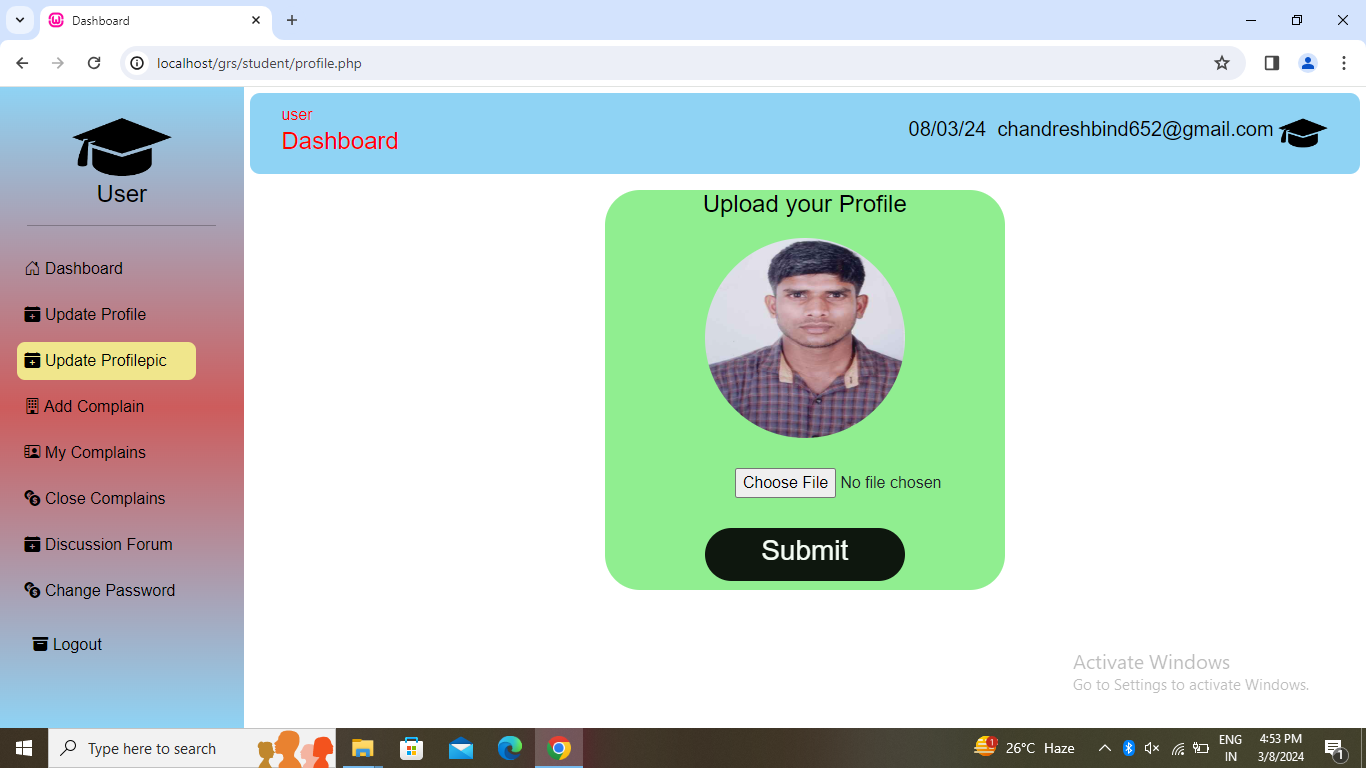 Dashboard
localhost/grs/student/profile.php
User
Dashboard
Update Profile
Update Profilepic
Add Complain
My Complains
Close Complains
Discussion Forum
Change Password
Logout
user
Dashboard
08/03/24 chandreshbind652@gmail.com
Upload your Profile
Choose File No file chosen
Submit
Activate Windows
Go to Settings to activate Windows.
Type here to search
1
26°C Haze
ENG
IN
4:53 PM
3/8/2024
1